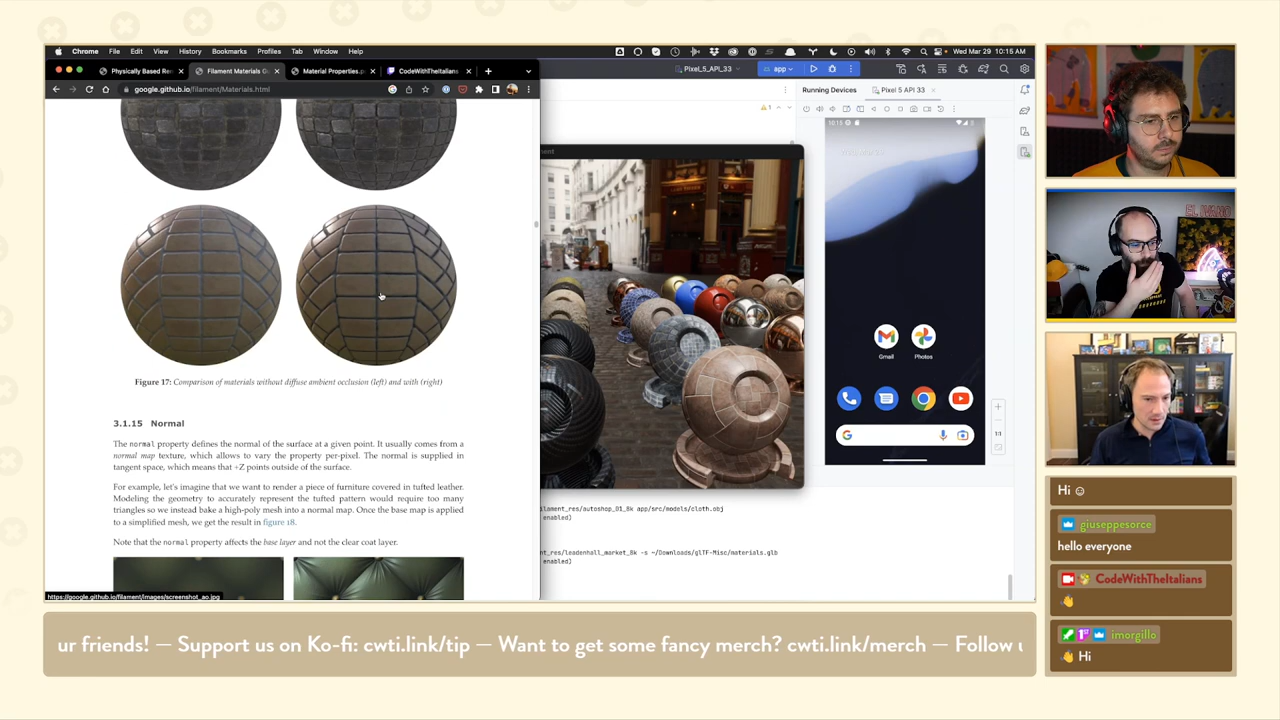 Chrome File Edit View History Bookmarks Profiles Tab Window Help
Wed Mar 29 10:15 AM
Physically Based Re
Filament Materials G
Material Properties.p
CodeWithTheItalians
google.github.io/filament/Materials.html
Figure 17: Comparison of materials without diffuse ambient occlusion (left) and with (right)
3.1.15 Normal
The normal property defines the normal of the surface at a given point. It usually comes from a
normal map texture, which allows to vary the property per-pixel. The normal is supplied in
tangent space, which means that +Z points outside of the surface.
For example, let's imagine that we want to render a piece of furniture covered in tufted leather.
Modeling the geometry to accurately represent the tufted pattern would require too many
triangles so we instead bake a high-poly mesh into a normal map. Once the base map is applied
to a simplified mesh, we get the result in figure 18.
Note that the normal property affects the base layer and not the clear coat layer.
https://google.github.io/filament/images/screenshot_ao.jpg
Pixel_5_API_33
app
Running Devices
Pixel 5 API 33
1
ent
10:15
Gmail
Photos
1:1
ilament_res/autoshop_01_8k app/src/models/cloth.obj
enabled)
ent_res/leadenhall_market_8k -s ~/Downloads/glTF-Misc/materials.glb
enabled)
EL IVANO
Hi ☺
giuseppesorce
hello everyone
CodeWithTheItalians
👋
imorgillo
👋 Hi
ur friends! — Support us on Ko-fi: cwti.link/tip — Want to get some fancy merch? cwti.link/merch — Follow u